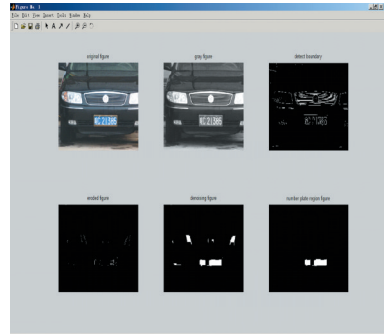 Figure No. 1
File Edit View Insert Tools Window Help
original figure
gray figure
detect boundary
eroded figure
denoising figure
number plate region figure